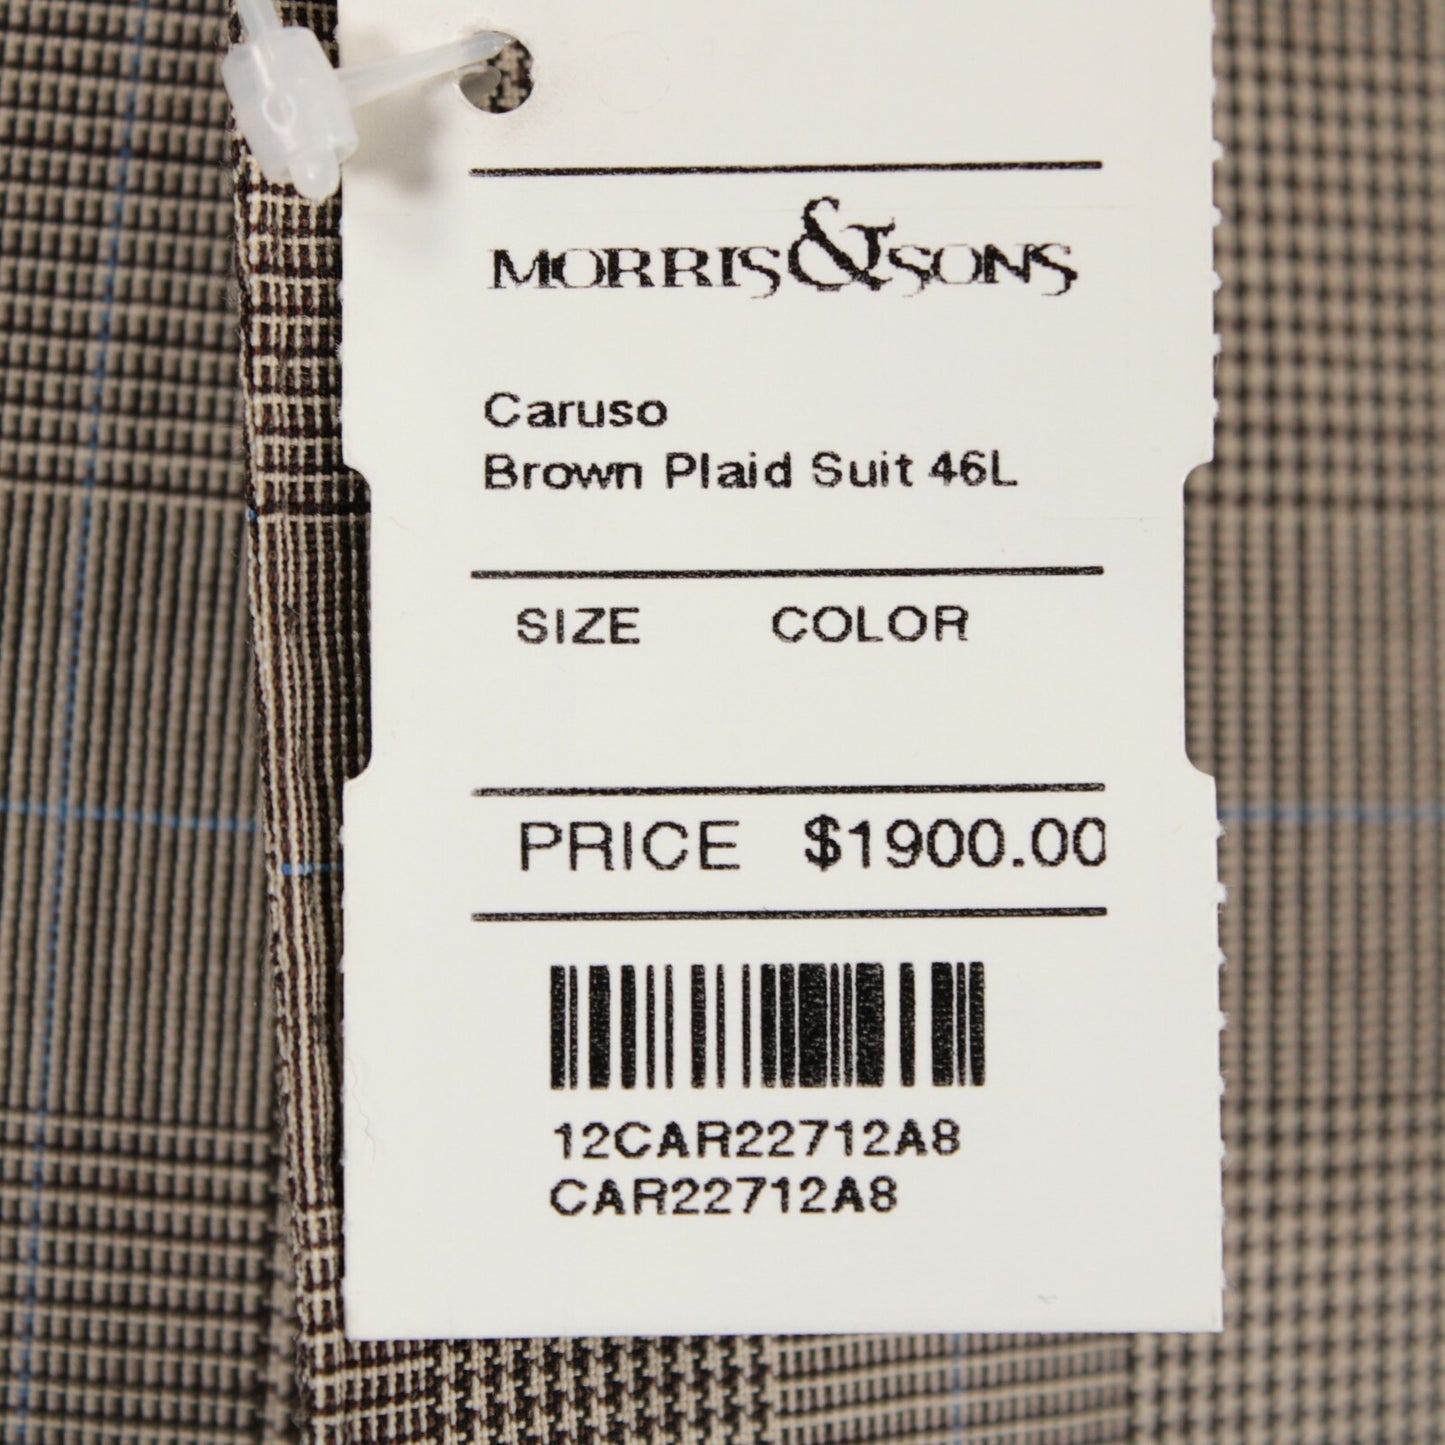 MORRIS&SONS
Caruso
Brown Plaid Suit 46L
SIZE COLOR
PRICE $1900.00
12CAR22712A8
CAR22712A8